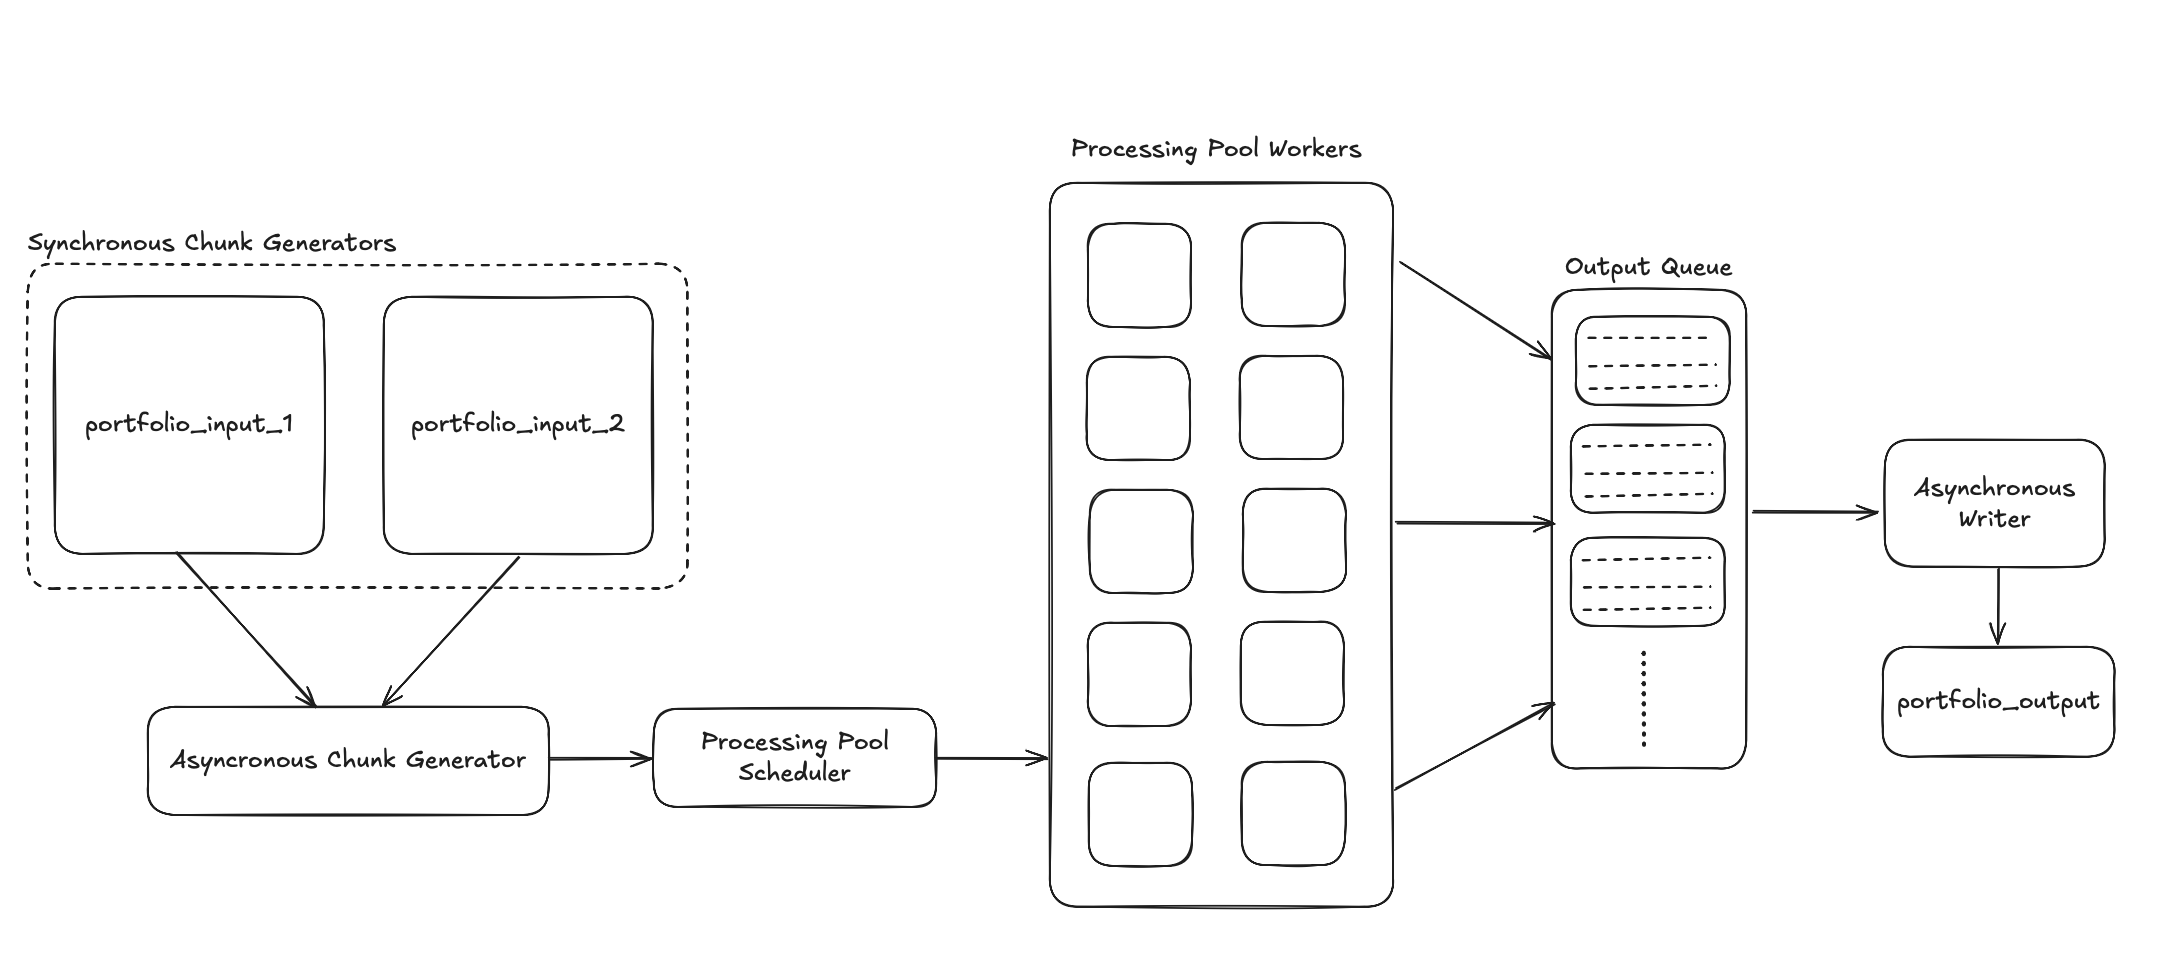 Processing Pool Workers
Synchronous Chunk Generators
Output Queue
portfolio_input_1
portfolio_input_2
Asynchronous
Writer
Asyncronous Chunk Generator
Processing Pool
Scheduler
portfolio_output